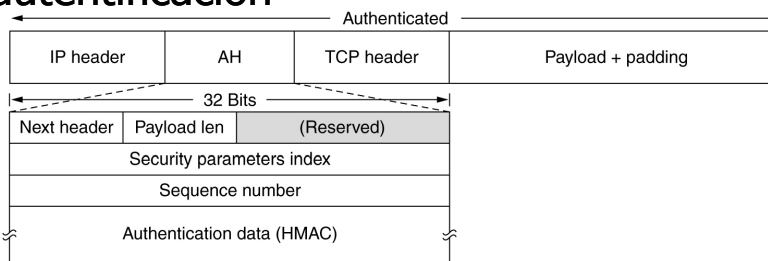 autenticación
Authenticated
IP header AH TCP header Payload + padding
32 Bits
Next header Payload len (Reserved)
Security parameters index
Sequence number
Authentication data (HMAC)